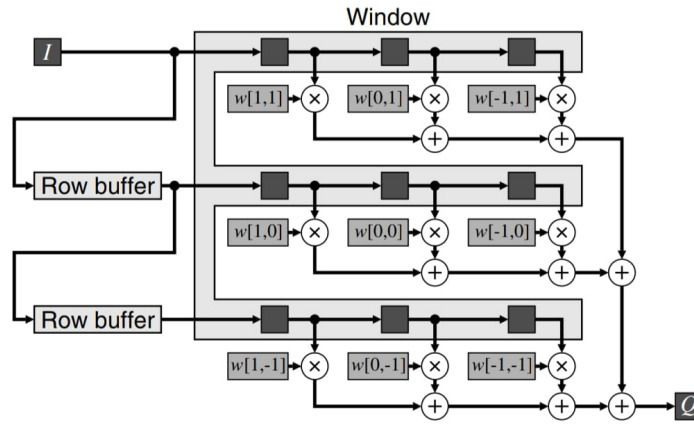 Window
I
w[1,1] × w[0,1] × w[-1,1] ×
+ +
Row buffer
w[1,0] × w[0,0] × w[-1,0] ×
+ + +
Row buffer
w[1,-1] × w[0,-1] × w[-1,-1] ×
+ + + Q